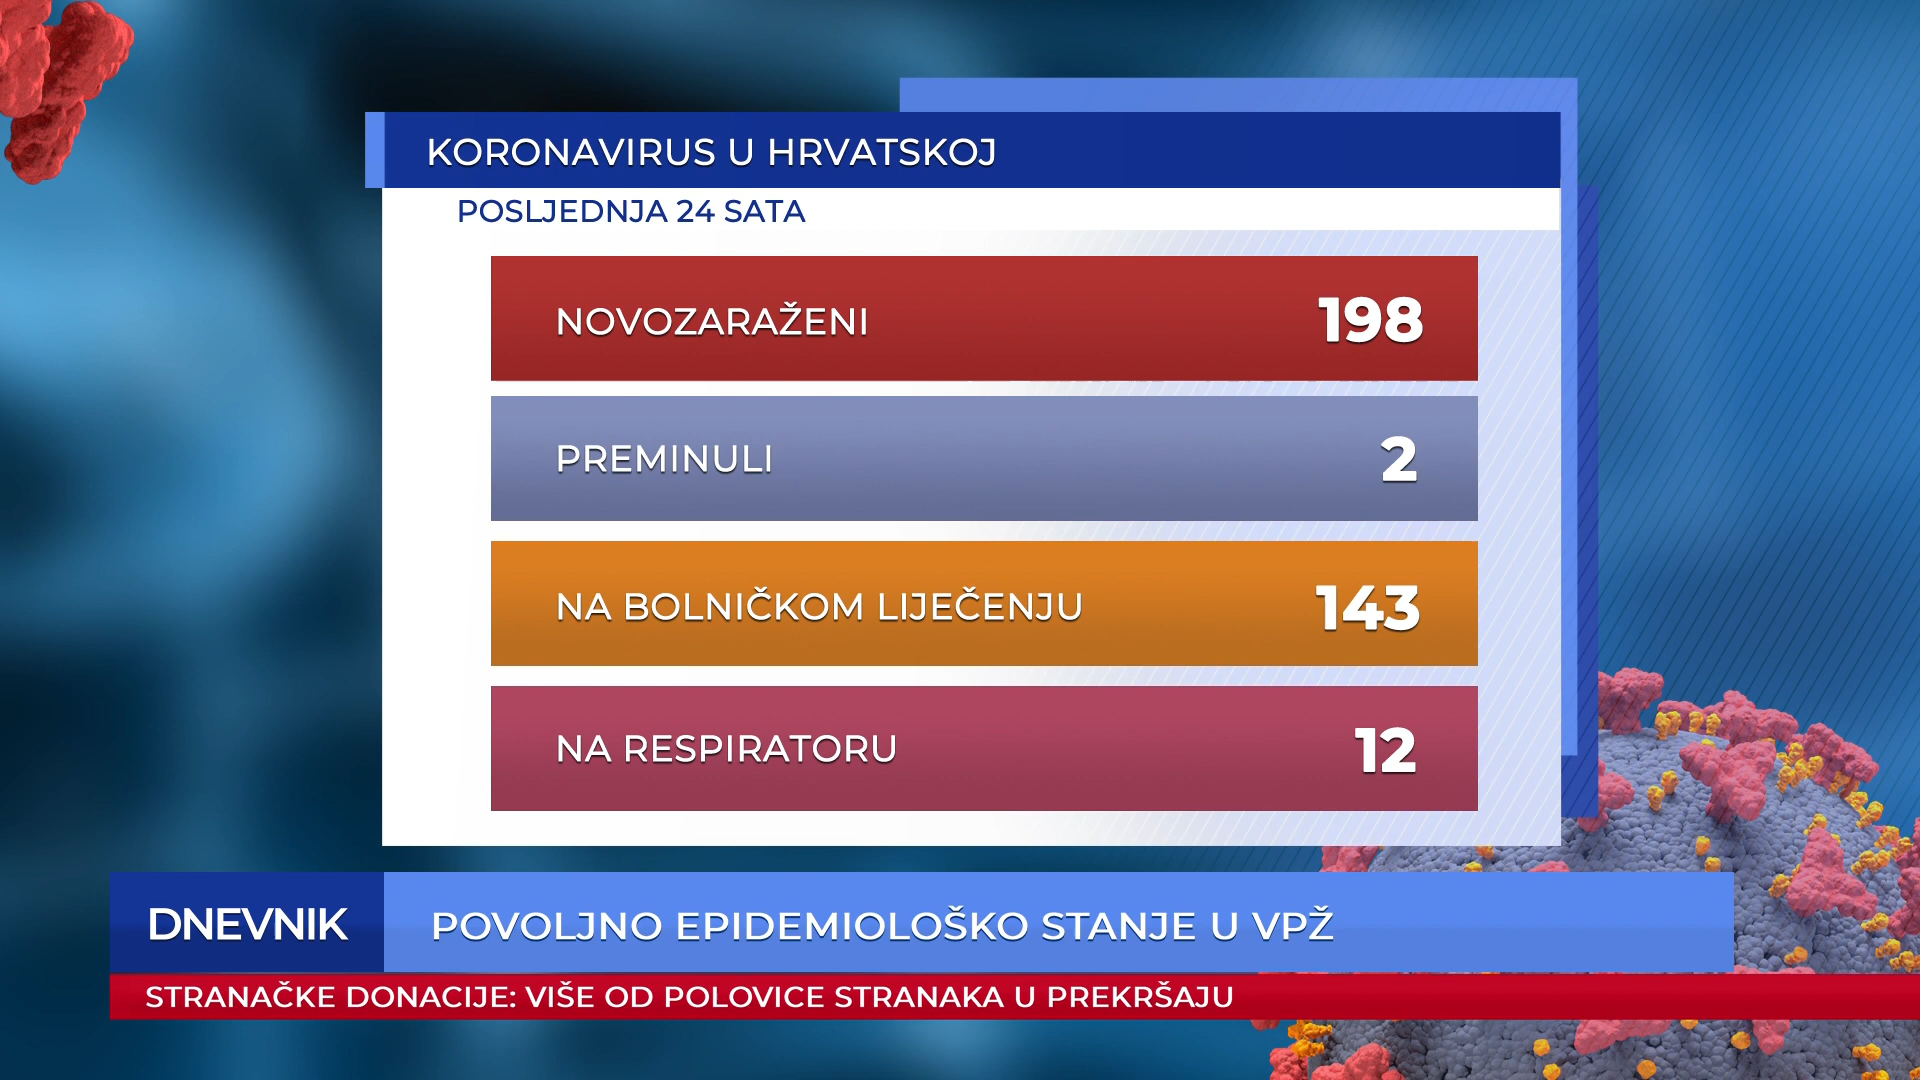 KORONAVIRUS U HRVATSKOJ
POSLJEDNJA 24 SATA
NOVOZARAŽENI 198
PREMINULI 2
NA BOLNIČKOM LIJEČENJU 143
NA RESPIRATORU 12
DNEVNIK POVOLJNO EPIDEMIOLOŠKO STANJE U VPŽ
STRANAČKE DONACIJE: VIŠE OD POLOVICE STRANAKA U PREKRŠAJU